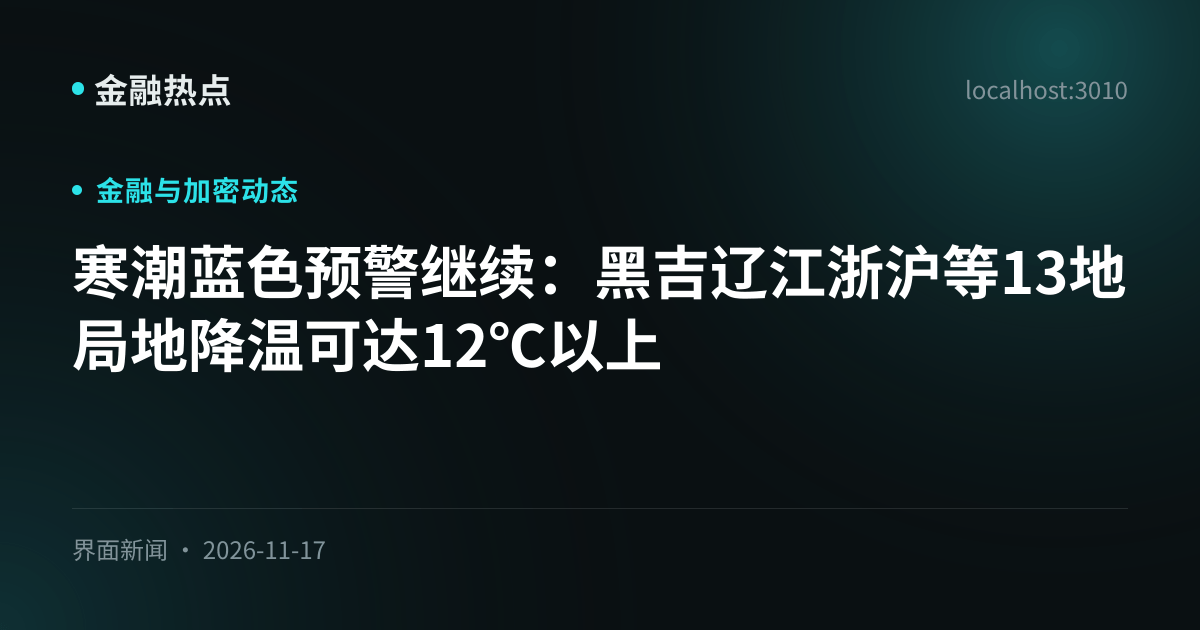 金融热点
localhost:3010
金融与加密动态
寒潮蓝色预警继续：黑吉辽江浙沪等13地
局地降温可达12℃以上
界面新闻 • 2026-11-17